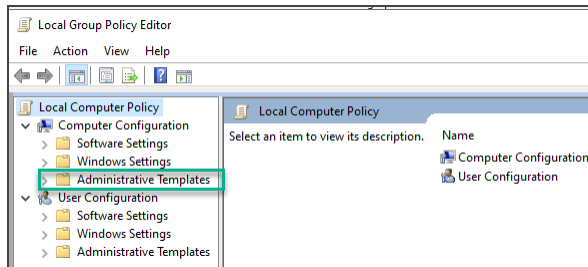 Local Group Policy Editor
File Action View Help
Local Computer Policy
Computer Configuration
Software Settings
Windows Settings
Administrative Templates
User Configuration
Software Settings
Windows Settings
Administrative Templates
Local Computer Policy
Select an item to view its description.
Name
Computer Configuration
User Configuration